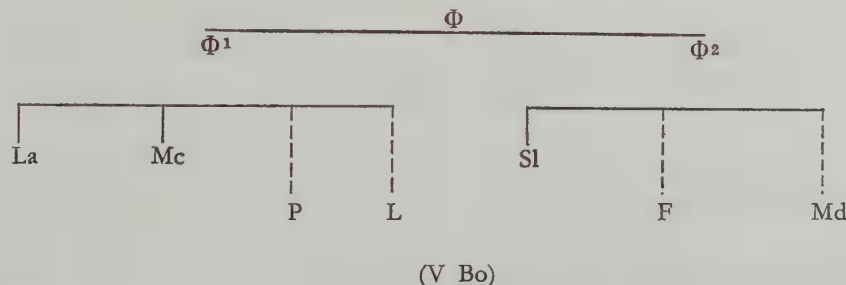 Φ
Φ¹ Φ²
La Mc Sl
P L F Md
(V Bo)